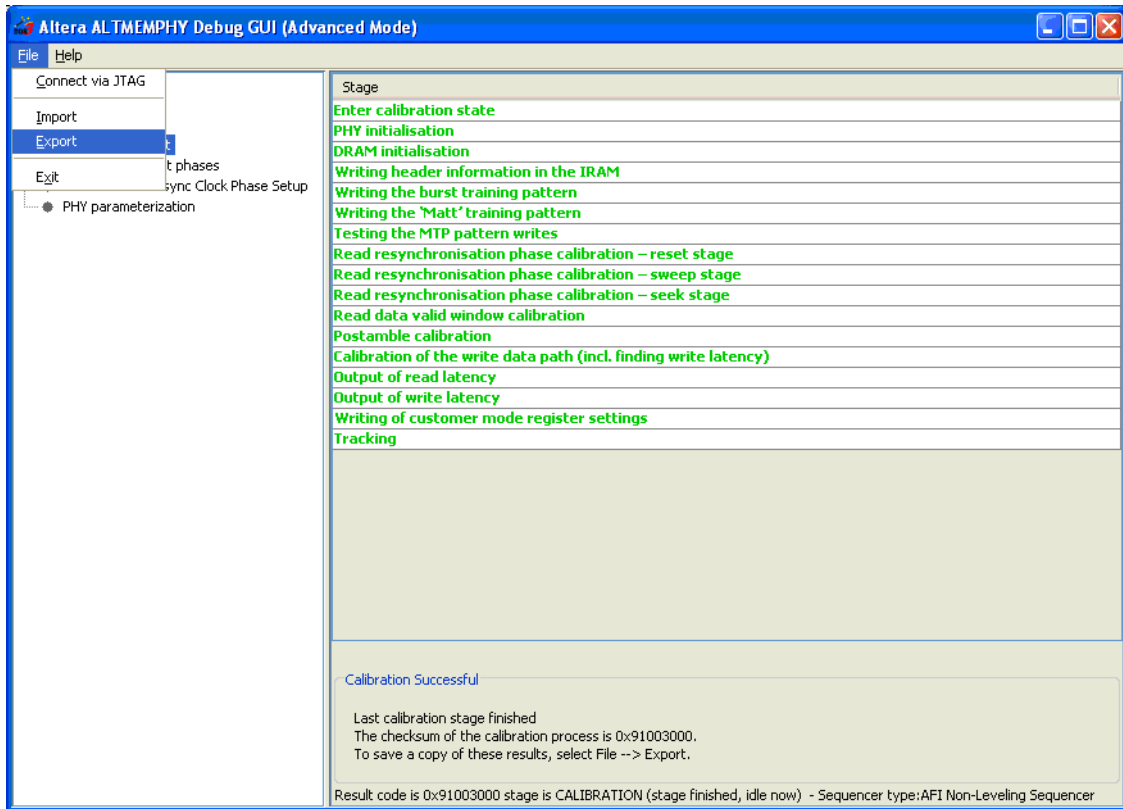 Altera ALTMEMPHY Debug GUI (Advanced Mode)
File Help
Connect via JTAG
Import
Export
Exit
t phases
sync Clock Phase Setup
PHY parameterization
Stage
Enter calibration state
PHY initialisation
DRAM initialisation
Writing header information in the IRAM
Writing the burst training pattern
Writing the ‘Matt’ training pattern
Testing the MTP pattern writes
Read resynchronisation phase calibration – reset stage
Read resynchronisation phase calibration – sweep stage
Read resynchronisation phase calibration – seek stage
Read data valid window calibration
Postamble calibration
Calibration of the write data path (incl. finding write latency)
Output of read latency
Output of write latency
Writing of customer mode register settings
Tracking
Calibration Successful
Last calibration stage finished
The checksum of the calibration process is 0x91003000.
To save a copy of these results, select File --> Export.
Result code is 0x91003000 stage is CALIBRATION (stage finished, idle now) - Sequencer type:AFI Non-Leveling Sequencer